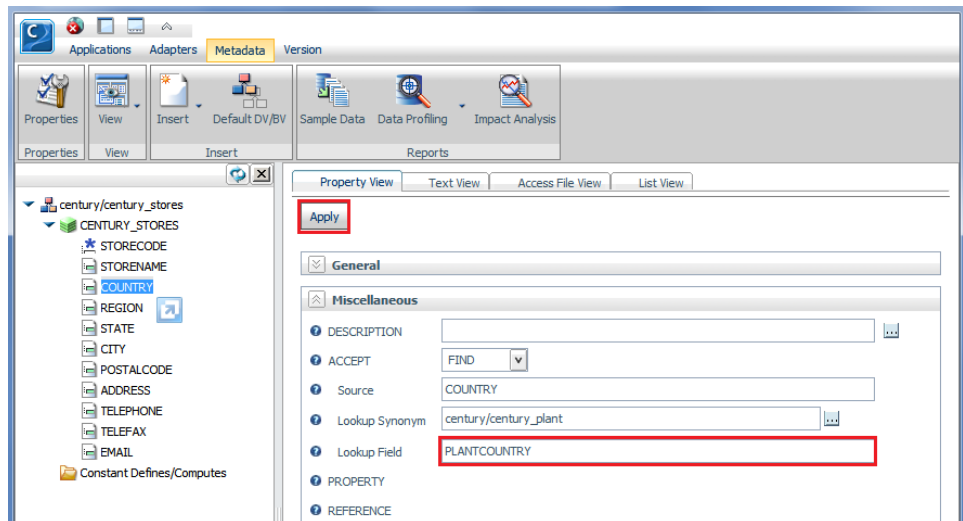 Applications Adapters Metadata Version
Properties View Insert Default DV/BV Sample Data Data Profiling Impact Analysis
Properties View Insert Reports
Property View Text View Access File View List View
century/century_stores
Apply
CENTURY_STORES
STORECODE
General
STORENAME
COUNTRY
Miscellaneous
REGION
STATE
DESCRIPTION
CITY
ACCEPT FIND
POSTALCODE
ADDRESS
Source COUNTRY
TELEPHONE
Lookup Synonym century/century_plant ...
TELEFAX
EMAIL
Lookup Field PLANTCOUNTRY
Constant Defines/Computes
PROPERTY
REFERENCE